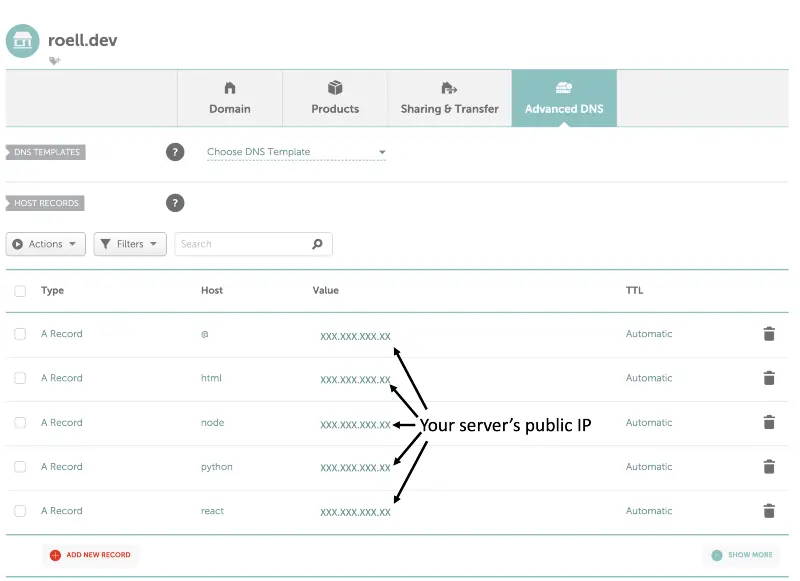 roell.dev
Domain
Products
Sharing & Transfer
Advanced DNS
DNS TEMPLATES
?
Choose DNS Template
HOST RECORDS
?
Actions
Filters
Search
Type Host Value TTL
A Record @ XXX.XXX.XXX.XX Automatic
A Record html XXX.XXX.XXX.XX Automatic
A Record node XXX.XXX.XXX.XX Your server's public IP Automatic
A Record python XXX.XXX.XXX.XX Automatic
A Record react XXX.XXX.XXX.XX Automatic
ADD NEW RECORD
SHOW MORE